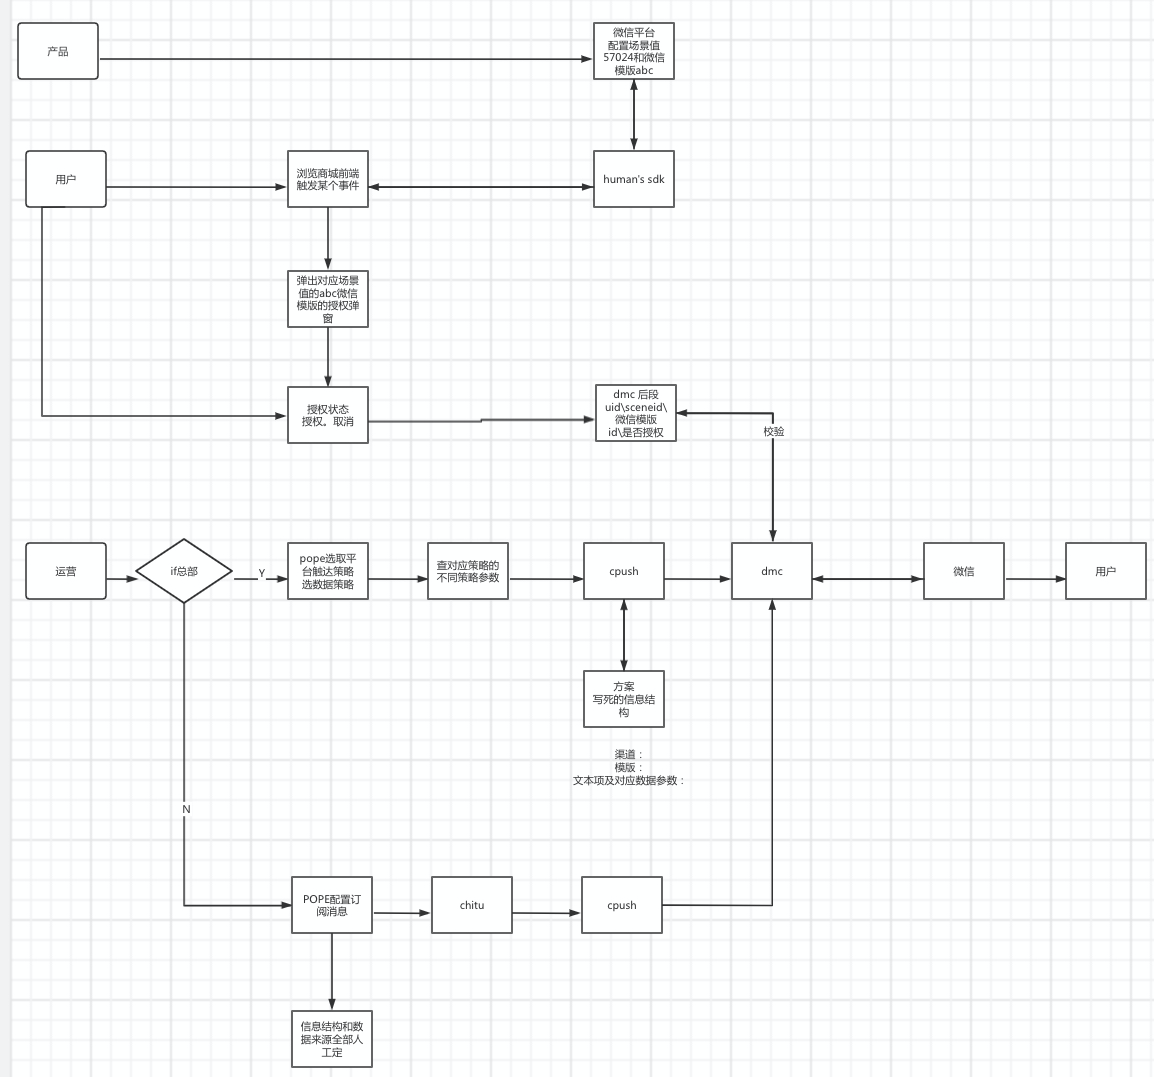 产品
微信平台
配置场景值
57024和微信
模版abc
用户
浏览商城前端
触发某个事件
human's sdk
弹出对应场景
值的abc微信
模版的授权弹
窗
授权状态
授权。取消
dmc 后段
uid\sceneid\
微信模版
id\是否授权
校验
运营
if总部
Y
pope选取平
台触达策略
选数据策略
查对应策略的
不同策略参数
cpush
dmc
微信
用户
方案
写死的信息结
构
渠道：
模版：
文本项及对应数据参数：
N
POPE配置订
阅消息
chitu
cpush
信息结构和数
据来源全部人
工定